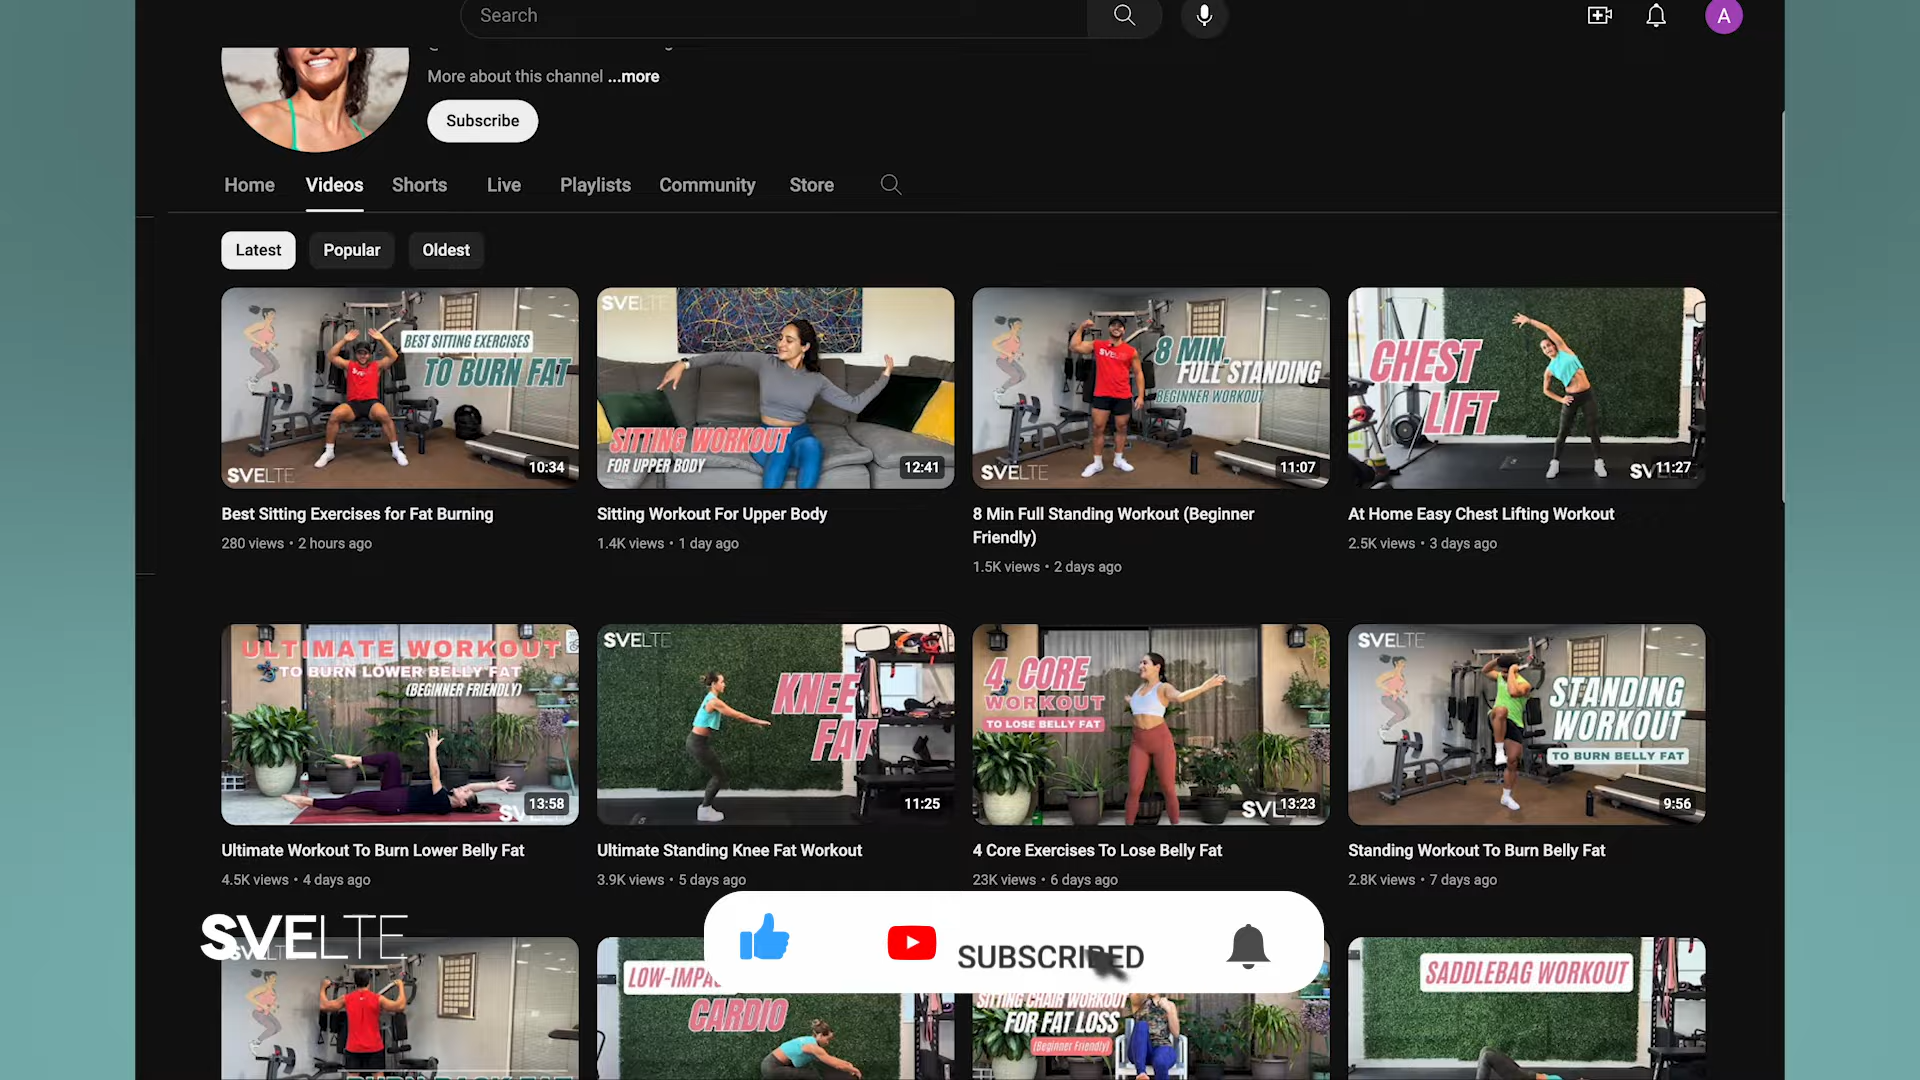 Search
A
More about this channel ...more
Subscribe
Home Videos Shorts Live Playlists Community Store
Latest Popular Oldest
BEST SITTING EXERCISES
TO BURN FAT
SVELTE
10:34
SVELTE
SITTING WORKOUT
FOR UPPER BODY
12:41
8 MIN.
FULL STANDING
BEGINNER WORKOUT
SVELTE
11:07
CHEST
LIFT
SV
11:27
Best Sitting Exercises for Fat Burning
280 views • 2 hours ago
Sitting Workout For Upper Body
1.4K views • 1 day ago
8 Min Full Standing Workout (Beginner
Friendly)
1.5K views • 2 days ago
At Home Easy Chest Lifting Workout
2.5K views • 3 days ago
ULTIMATE WORKOUT
TO BURN LOWER BELLY FAT
(BEGINNER FRIENDLY)
SV
13:58
SVELTE
KNEE
FAT
11:25
4 CORE
WORKOUT
TO LOSE BELLY FAT
SVEL
13:23
SVELTE
STANDING
WORKOUT
TO BURN BELLY FAT
9:56
Ultimate Workout To Burn Lower Belly Fat
4.5K views • 4 days ago
Ultimate Standing Knee Fat Workout
3.9K views • 5 days ago
4 Core Exercises To Lose Belly Fat
23K views • 6 days ago
Standing Workout To Burn Belly Fat
2.8K views • 7 days ago
SVELTE
SUBSCRIBED
LOW-IMPA
CARDIO
SITTING CHAIR WORKOUT
FOR FAT LOSS
(Beginner Friendly)
SADDLEBAG WORKOUT